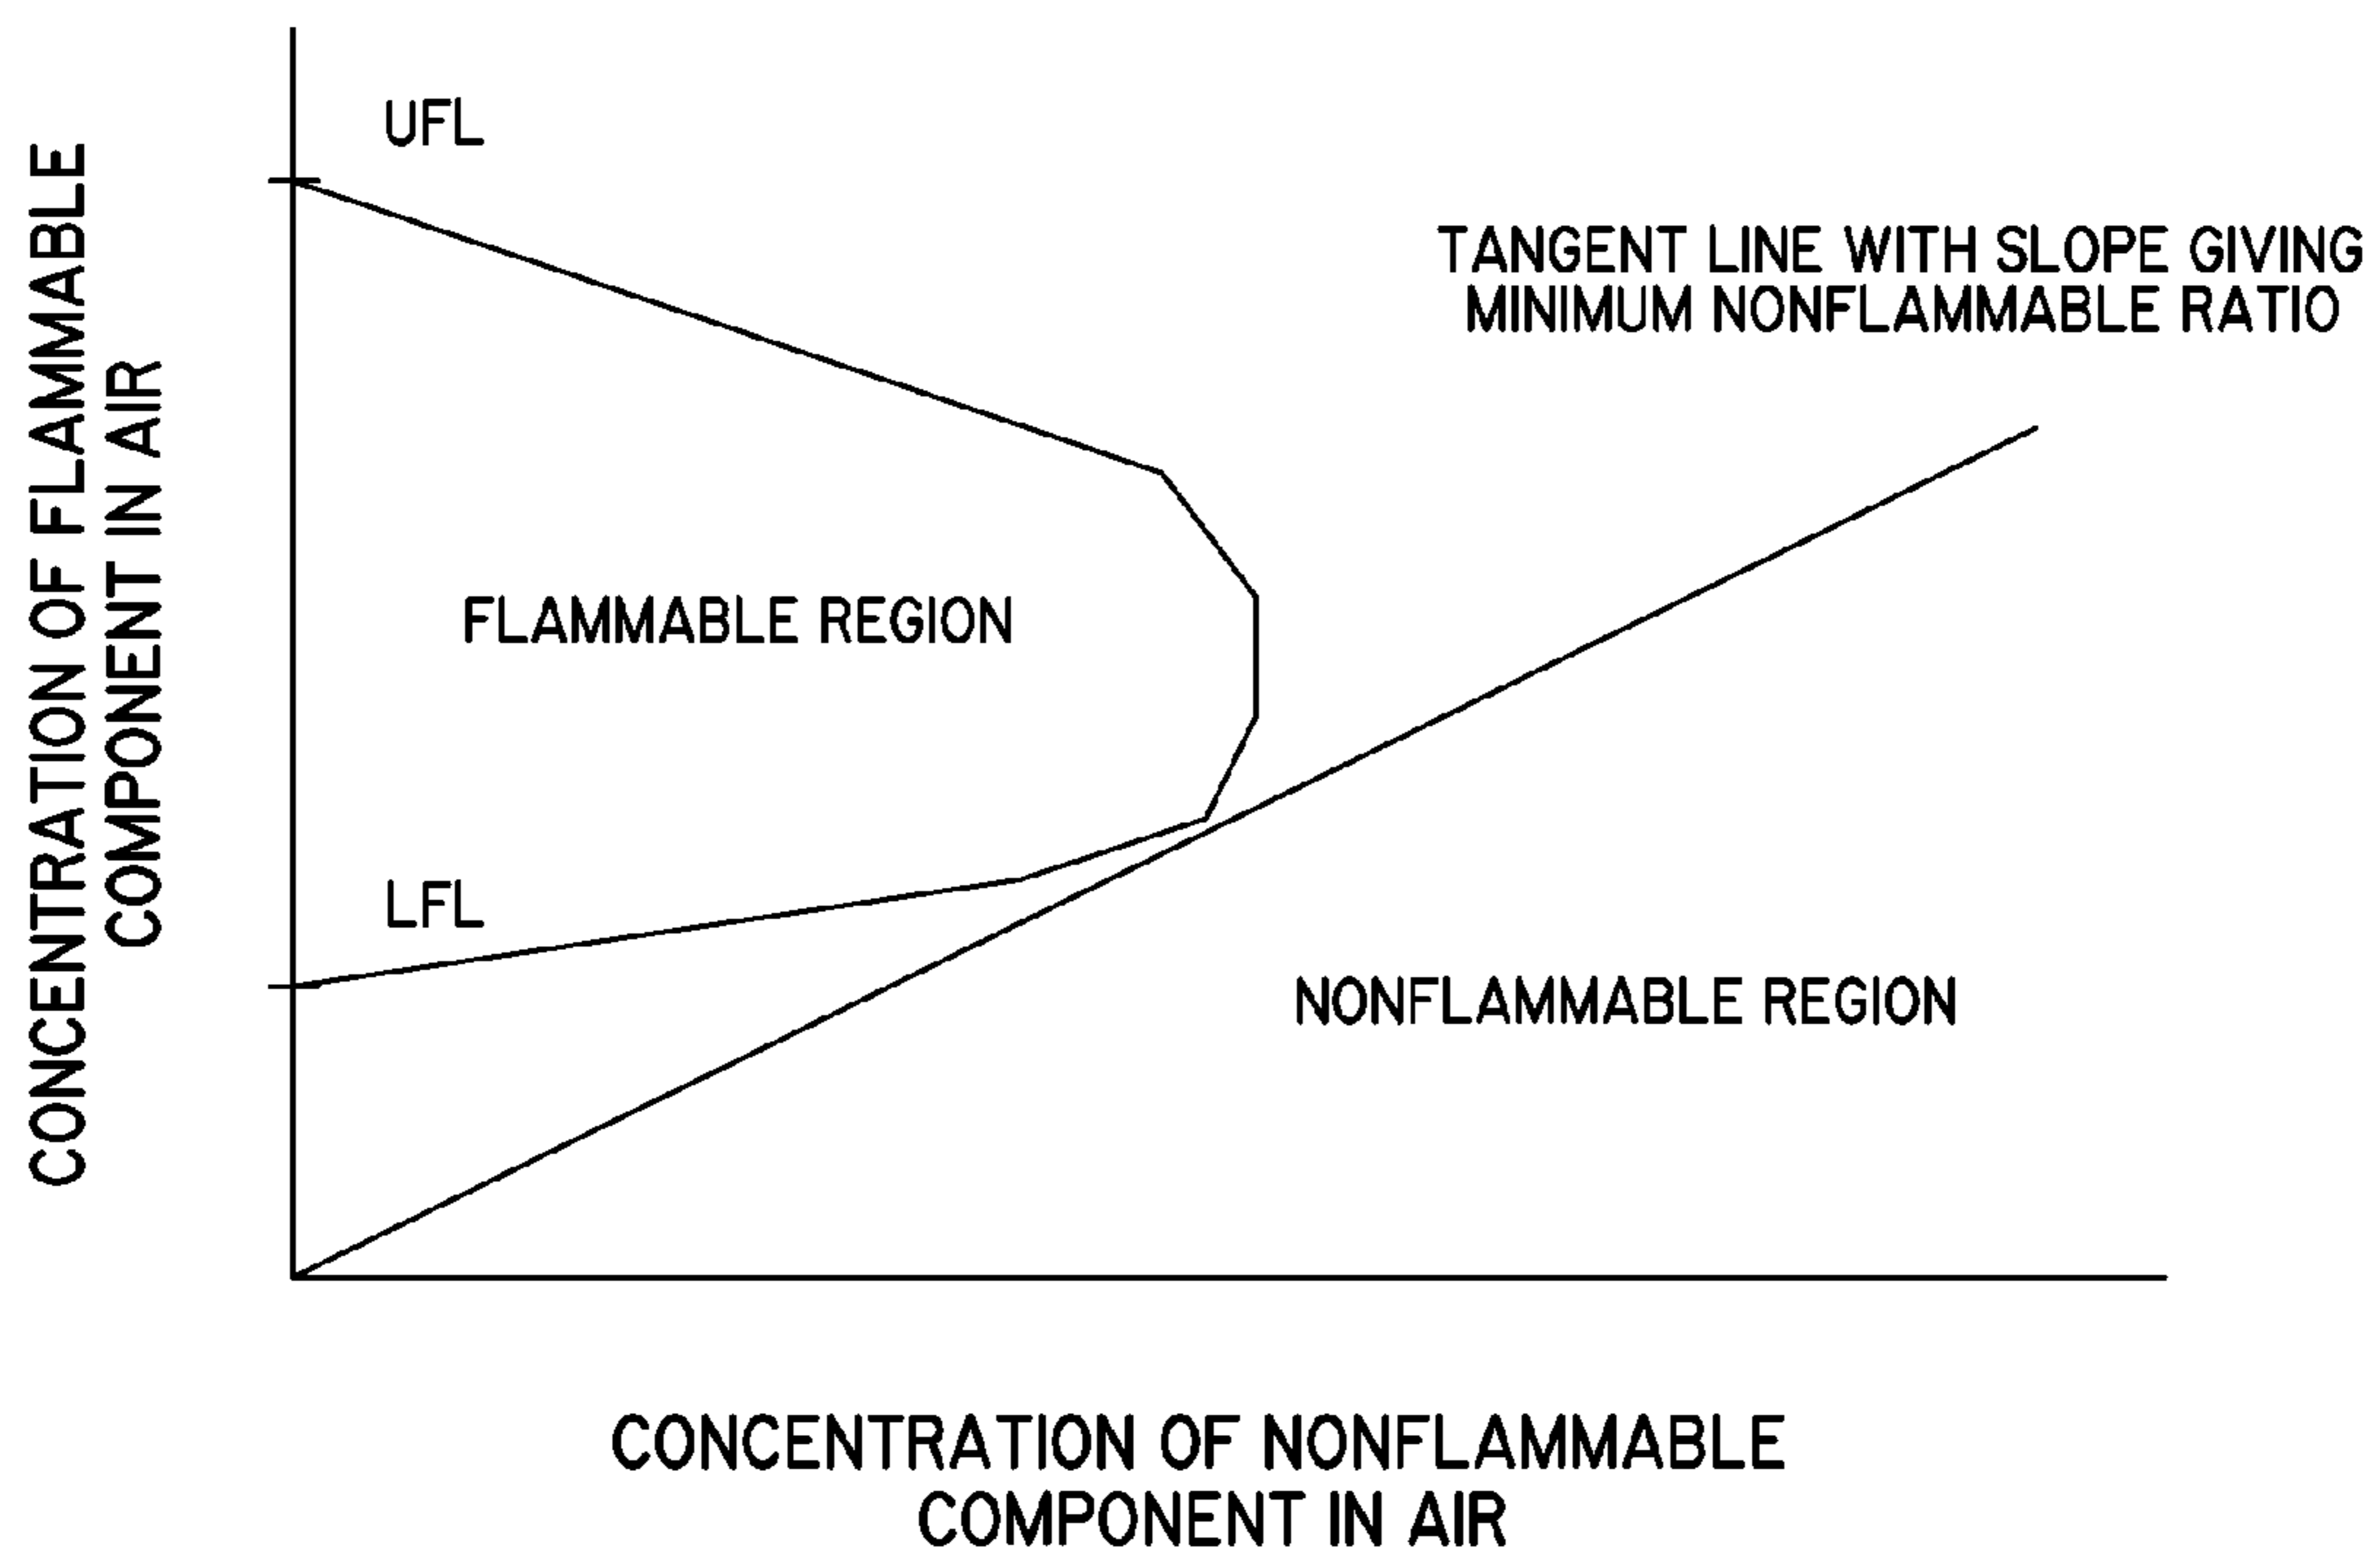 CONCENTRATION OF FLAMMABLE
COMPONENT IN AIR
UFL
TANGENT LINE WITH SLOPE GIVING
MINIMUM NONFLAMMABLE RATIO
FLAMMABLE REGION
LFL
NONFLAMMABLE REGION
CONCENTRATION OF NONFLAMMABLE
COMPONENT IN AIR